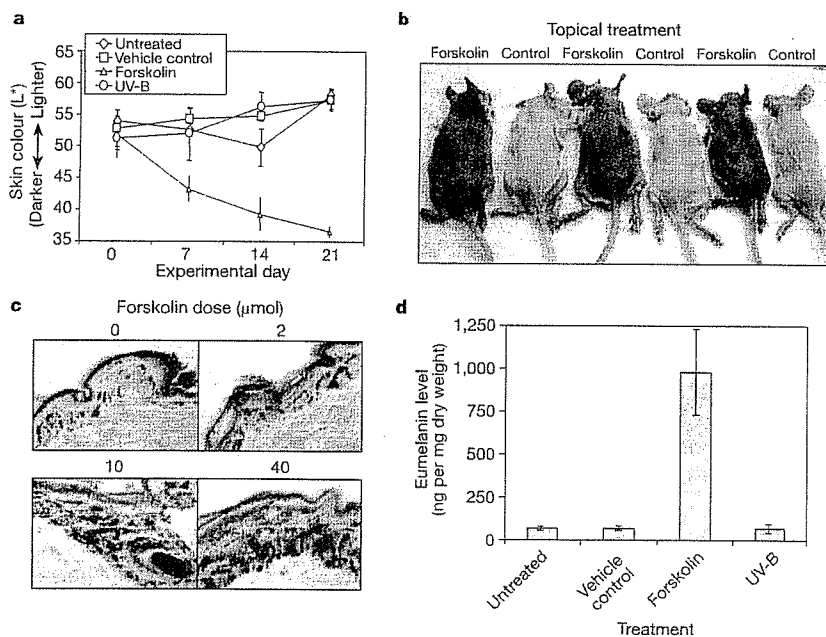 a
Untreated
Vehicle control
Forskolin
UV-B
Skin colour (L*)
(Darker ⟷ Lighter)
65
60
55
50
45
40
35
0 7 14 21
Experimental day
b
Topical treatment
Forskolin Control Forskolin Control Forskolin Control
c
Forskolin dose (μmol)
0 2
10 40
d
Eumelanin level
(ng per mg dry weight)
1,250
1,000
750
500
250
0
Untreated
Vehicle
control
Forskolin
UV-B
Treatment